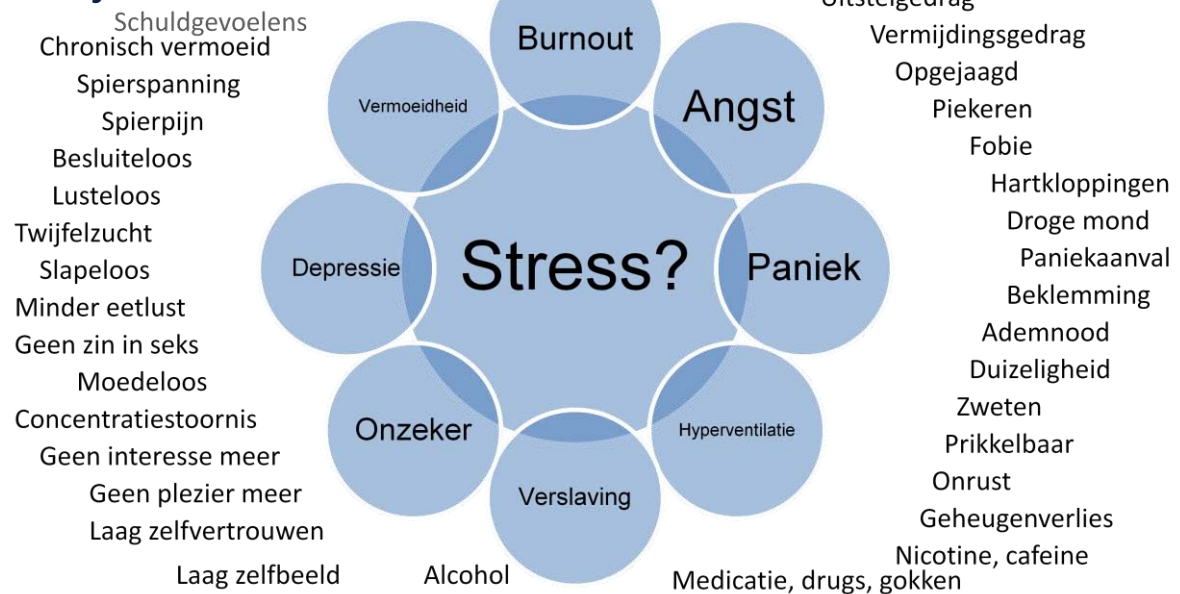 Schuldgevoelens
Chronisch vermoeid
Spierspanning
Spierpijn
Besluiteloos
Lusteloos
Twijfelzucht
Slapeloos
Minder eetlust
Geen zin in seks
Moedeloos
Concentratiestoornis
Geen interesse meer
Geen plezier meer
Laag zelfvertrouwen
Laag zelfbeeld
Alcohol
Burnout
Vermoeidheid
Angst
Depressie
Stress?
Paniek
Onzeker
Hyperventilatie
Verslaving
Uitstelgedrag
Vermijdingsgedrag
Opgejaagd
Piekeren
Fobie
Hartkloppingen
Droge mond
Paniekaanval
Beklemming
Ademnood
Duizeligheid
Zweten
Prikkelbaar
Onrust
Geheugenverlies
Nicotine, cafeine
Medicatie, drugs, gokken